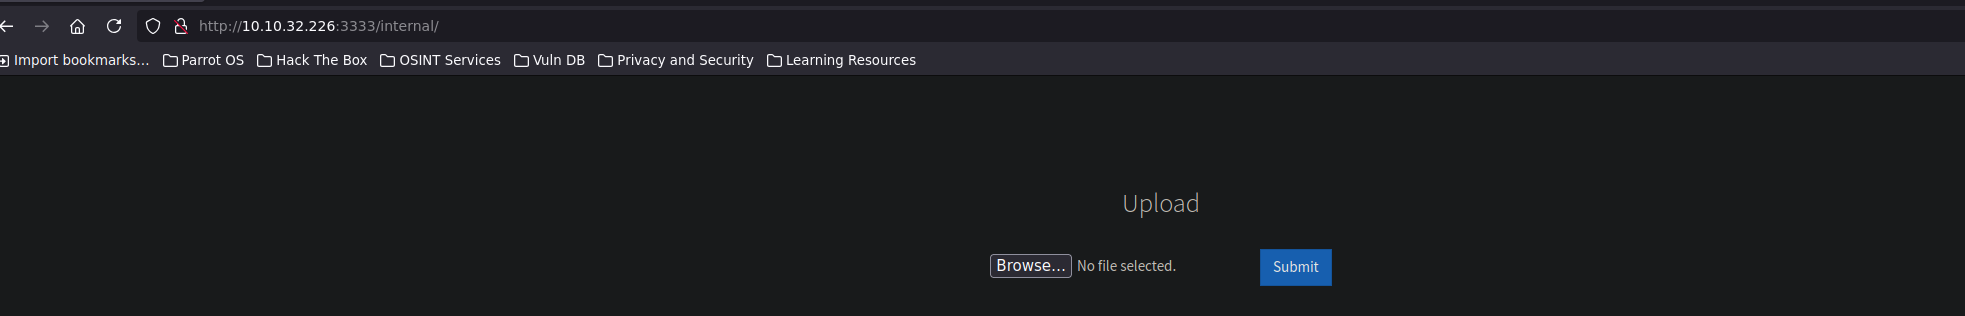 http://10.10.32.226:3333/internal/
Import bookmarks... Parrot OS Hack The Box OSINT Services Vuln DB Privacy and Security Learning Resources
Upload
Browse... No file selected. Submit